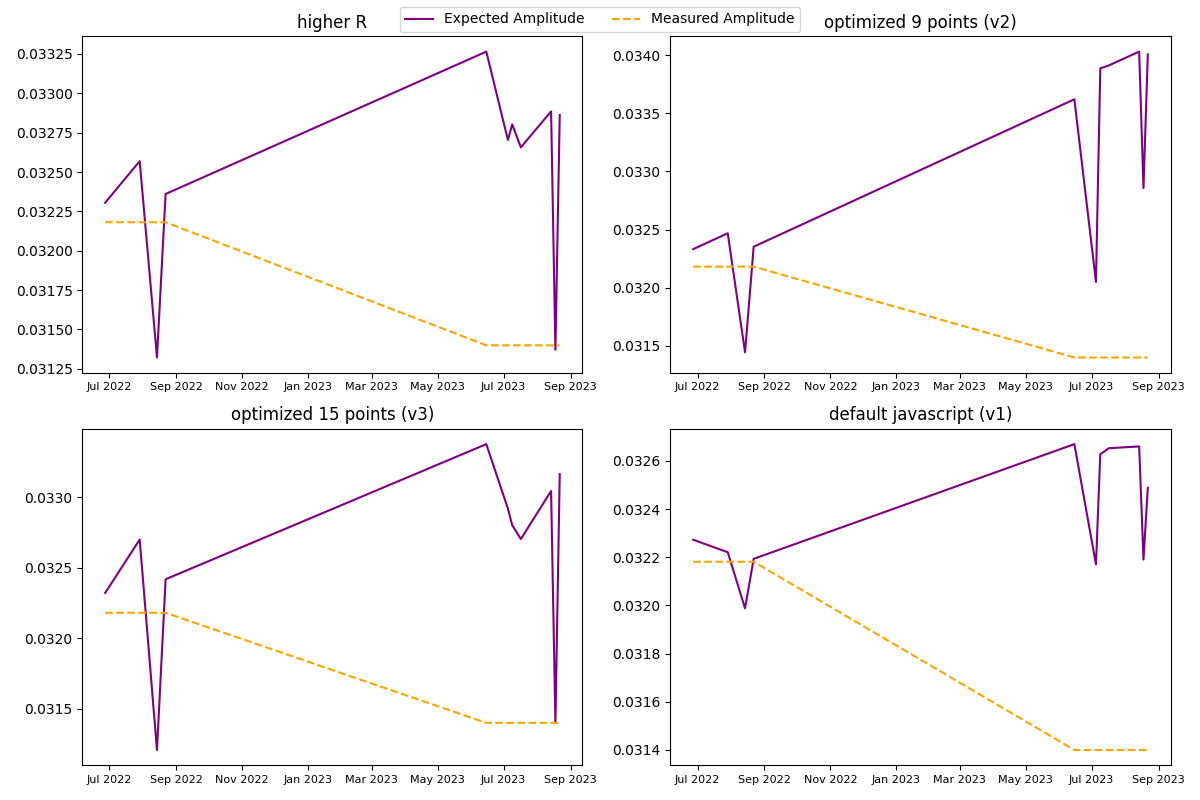 Expected Amplitude Measured Amplitude
higher R
0.03325
0.03300
0.03275
0.03250
0.03225
0.03200
0.03175
0.03150
0.03125
Jul 2022 Sep 2022 Nov 2022 Jan 2023 Mar 2023 May 2023 Jul 2023 Sep 2023
optimized 9 points (v2)
0.0340
0.0335
0.0330
0.0325
0.0320
0.0315
Jul 2022 Sep 2022 Nov 2022 Jan 2023 Mar 2023 May 2023 Jul 2023 Sep 2023
optimized 15 points (v3)
0.0330
0.0325
0.0320
0.0315
Jul 2022 Sep 2022 Nov 2022 Jan 2023 Mar 2023 May 2023 Jul 2023 Sep 2023
default javascript (v1)
0.0326
0.0324
0.0322
0.0320
0.0318
0.0316
0.0314
Jul 2022 Sep 2022 Nov 2022 Jan 2023 Mar 2023 May 2023 Jul 2023 Sep 2023